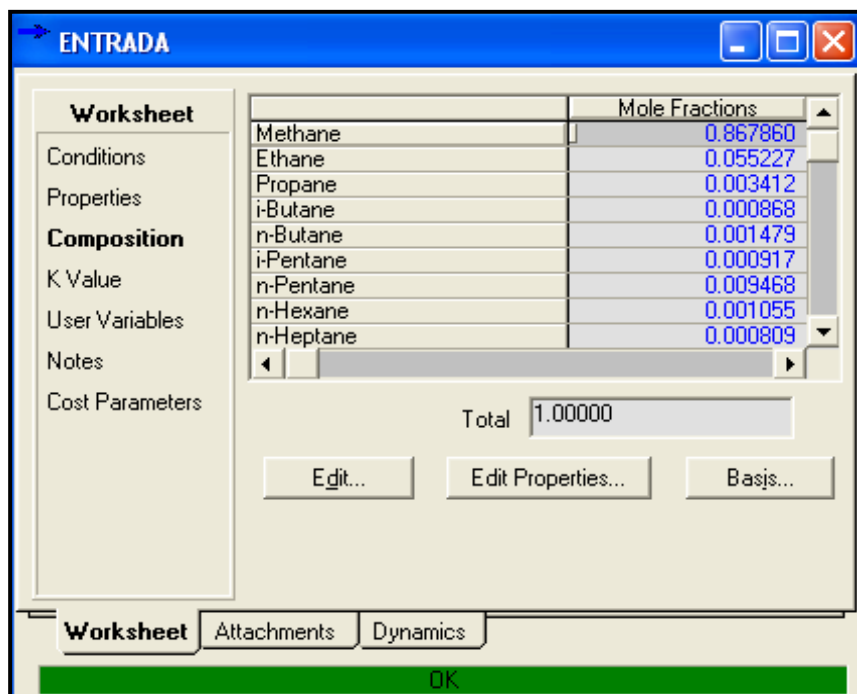 ENTRADA
Worksheet
Conditions
Properties
Composition
K Value
User Variables
Notes
Cost Parameters
Mole Fractions
Methane 0.867860
Ethane 0.055227
Propane 0.003412
i-Butane 0.000868
n-Butane 0.001479
i-Pentane 0.000917
n-Pentane 0.009468
n-Hexane 0.001055
n-Heptane 0.000809
Total 1.00000
Edit... Edit Properties... Basis...
Worksheet Attachments Dynamics
OK